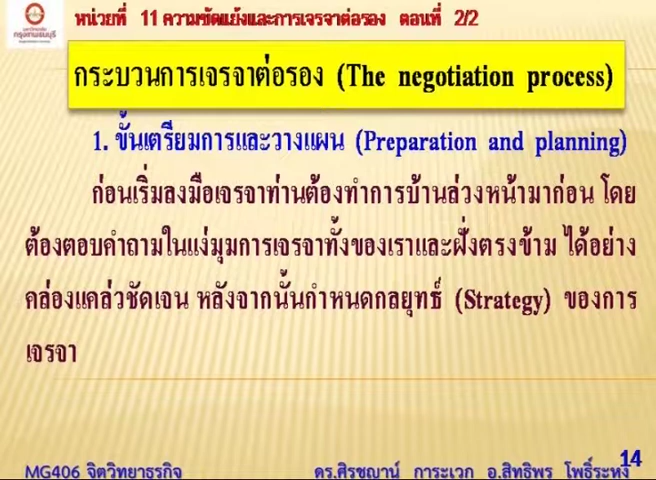 หน่วยที่ 11 ความขัดแย้งและการเจรจาต่อรอง ตอนที่ 2/2
กรุงเทพธนบุรี
กระบวนการเจรจาต่อรอง (The negotiation process)
1. ขั้นเตรียมการและวางแผน (Preparation and planning)
ก่อนเริ่มลงมือเจรจาท่านต้องทำการบ้านล่วงหน้ามาก่อน โดย
ต้องตอบคำถามในแง่มุมการเจรจาทั้งของเราและฝั่งตรงข้าม ได้อย่าง
คล่องแคล่วชัดเจน หลังจากนั้นกำหนดกลยุทธ์ (Strategy) ของการ
เจรจา
MG406 จิตวิทยาธุรกิจ ดร.ศิรชญาน์ การะเวก อ.สิทธิพร โพธิ์ระหงส์
14